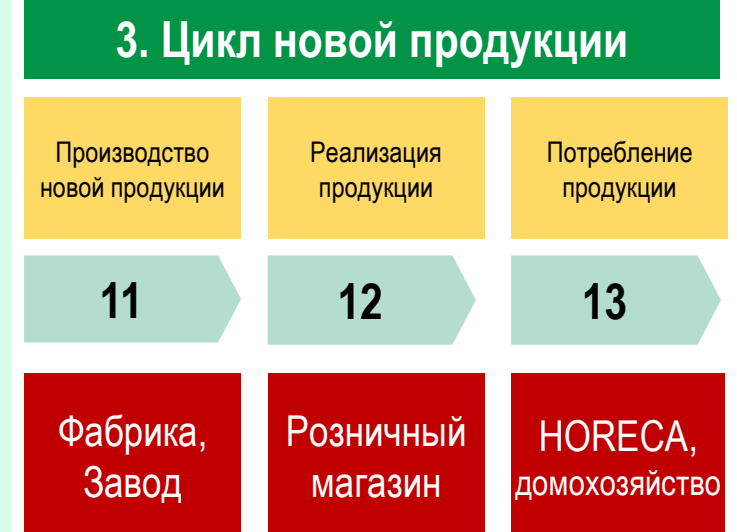 3. Цикл новой продукции
Производство
новой продукции
Реализация
продукции
Потребление
продукции
11
12
13
Фабрика,
Завод
Розничный
магазин
HORECA,
домохозяйство